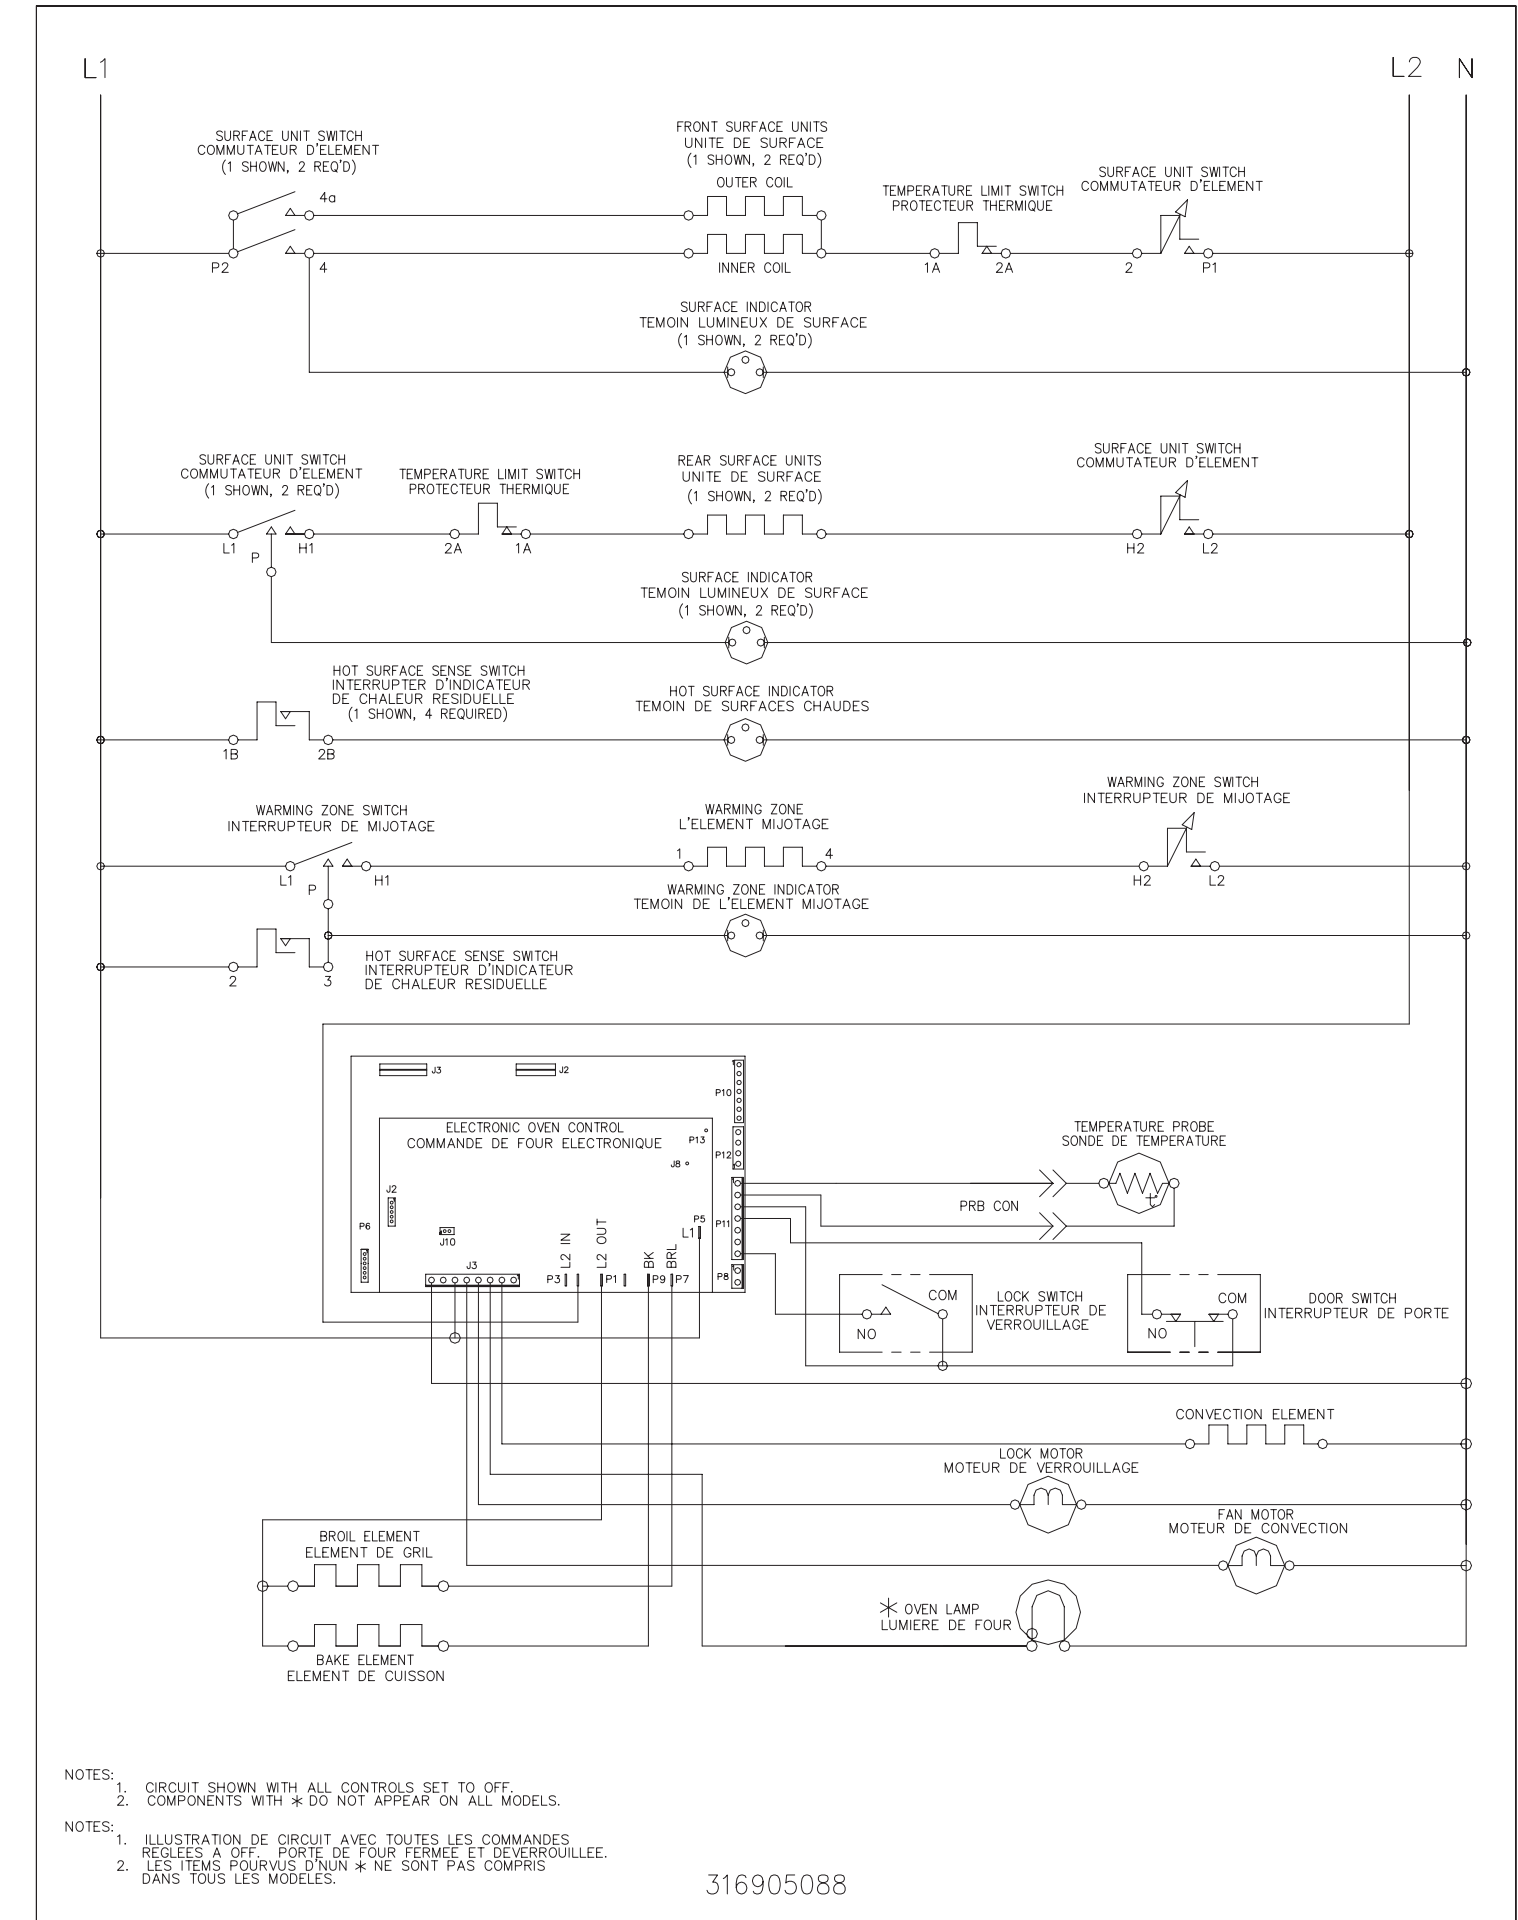 L1
L2 N
SURFACE UNIT SWITCH
COMMUTATEUR D'ELEMENT
(1 SHOWN, 2 REQ'D)
FRONT SURFACE UNITS
UNITE DE SURFACE
(1 SHOWN, 2 REQ'D)
OUTER COIL
TEMPERATURE LIMIT SWITCH
PROTECTEUR THERMIQUE
SURFACE UNIT SWITCH
COMMUTATEUR D'ELEMENT
4a
P2
4
INNER COIL
1A
2A
2
P1
SURFACE INDICATOR
TEMOIN LUMINEUX DE SURFACE
(1 SHOWN, 2 REQ'D)
SURFACE UNIT SWITCH
COMMUTATEUR D'ELEMENT
(1 SHOWN, 2 REQ'D)
TEMPERATURE LIMIT SWITCH
PROTECTEUR THERMIQUE
REAR SURFACE UNITS
UNITE DE SURFACE
(1 SHOWN, 2 REQ'D)
SURFACE UNIT SWITCH
COMMUTATEUR D'ELEMENT
L1
P
H1
2A
1A
H2
L2
SURFACE INDICATOR
TEMOIN LUMINEUX DE SURFACE
(1 SHOWN, 2 REQ'D)
HOT SURFACE SENSE SWITCH
INTERRUPTER D'INDICATEUR
DE CHALEUR RESIDUELLE
(1 SHOWN, 4 REQUIRED)
HOT SURFACE INDICATOR
TEMOIN DE SURFACES CHAUDES
1B
2B
WARMING ZONE SWITCH
INTERRUPTEUR DE MIJOTAGE
WARMING ZONE
L'ELEMENT MIJOTAGE
WARMING ZONE SWITCH
INTERRUPTEUR DE MIJOTAGE
1
4
L1
P
H1
H2
L2
WARMING ZONE INDICATOR
TEMOIN DE L'ELEMENT MIJOTAGE
HOT SURFACE SENSE SWITCH
INTERRUPTEUR D'INDICATEUR
DE CHALEUR RESIDUELLE
2
3
J3
J2
P10
ELECTRONIC OVEN CONTROL
COMMANDE DE FOUR ELECTRONIQUE
P13
P12
J8
J2
P6
J10
P5
L1
P11
L2 IN
L2 OUT
BK
BRL
J3
P3
P1
P9
P7
P8
TEMPERATURE PROBE
SONDE DE TEMPERATURE
t
PRB CON
COM
NO
LOCK SWITCH
INTERRUPTEUR DE
VERROUILLAGE
COM
NO
DOOR SWITCH
INTERRUPTEUR DE PORTE
CONVECTION ELEMENT
LOCK MOTOR
MOTEUR DE VERROUILLAGE
FAN MOTOR
MOTEUR DE CONVECTION
BROIL ELEMENT
ELEMENT DE GRIL
* OVEN LAMP
LUMIERE DE FOUR
BAKE ELEMENT
ELEMENT DE CUISSON
NOTES:
1. CIRCUIT SHOWN WITH ALL CONTROLS SET TO OFF.
2. COMPONENTS WITH * DO NOT APPEAR ON ALL MODELS.
NOTES:
1. ILLUSTRATION DE CIRCUIT AVEC TOUTES LES COMMANDES
REGLEES A OFF. PORTE DE FOUR FERMEE ET DEVERROUILLEE.
2. LES ITEMS POURVUS D'NUN * NE SONT PAS COMPRIS
DANS TOUS LES MODELES.
316905088